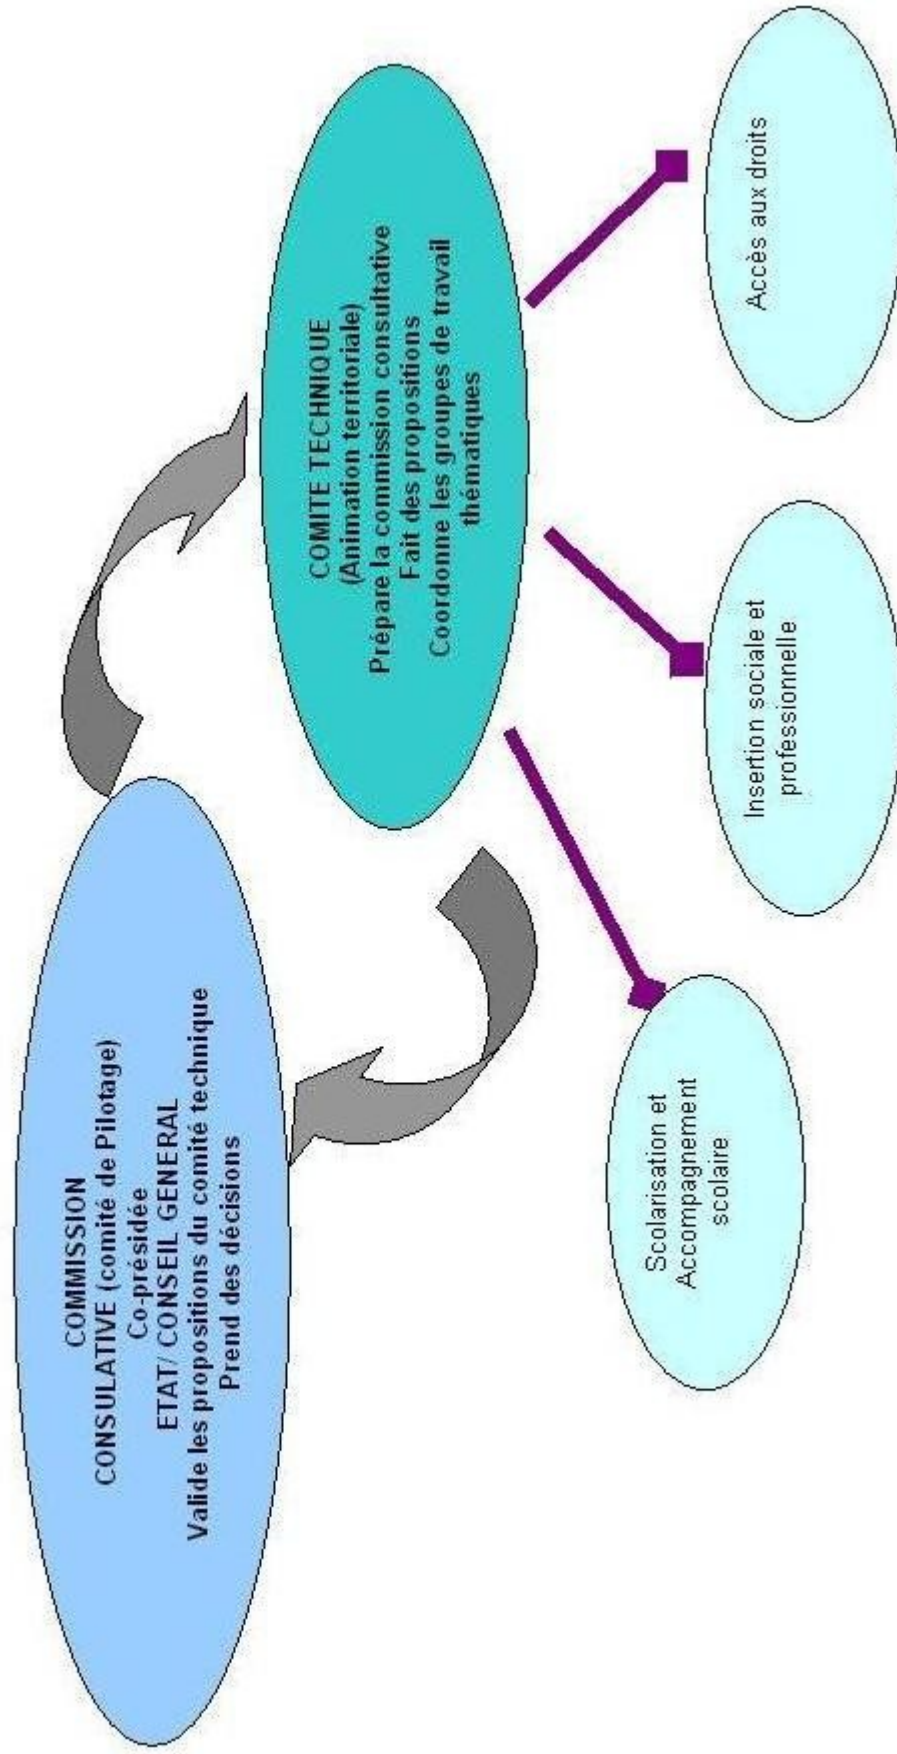 COMMISSION
CONSULATIVE (comité de Pilotage)
Co-présidée
ETAT/ CONSEIL GENERAL
Valide les propositions du comité technique
Prend des décisions
COMITE TECHNIQUE
(Animation territoriale)
Prépare la commission consultative
Fait des propositions
Coordonne les groupes de travail
thématiques
Scolarisation et
Accompagnement
scolaire
Insertion sociale et
professionnelle
Accès aux droits